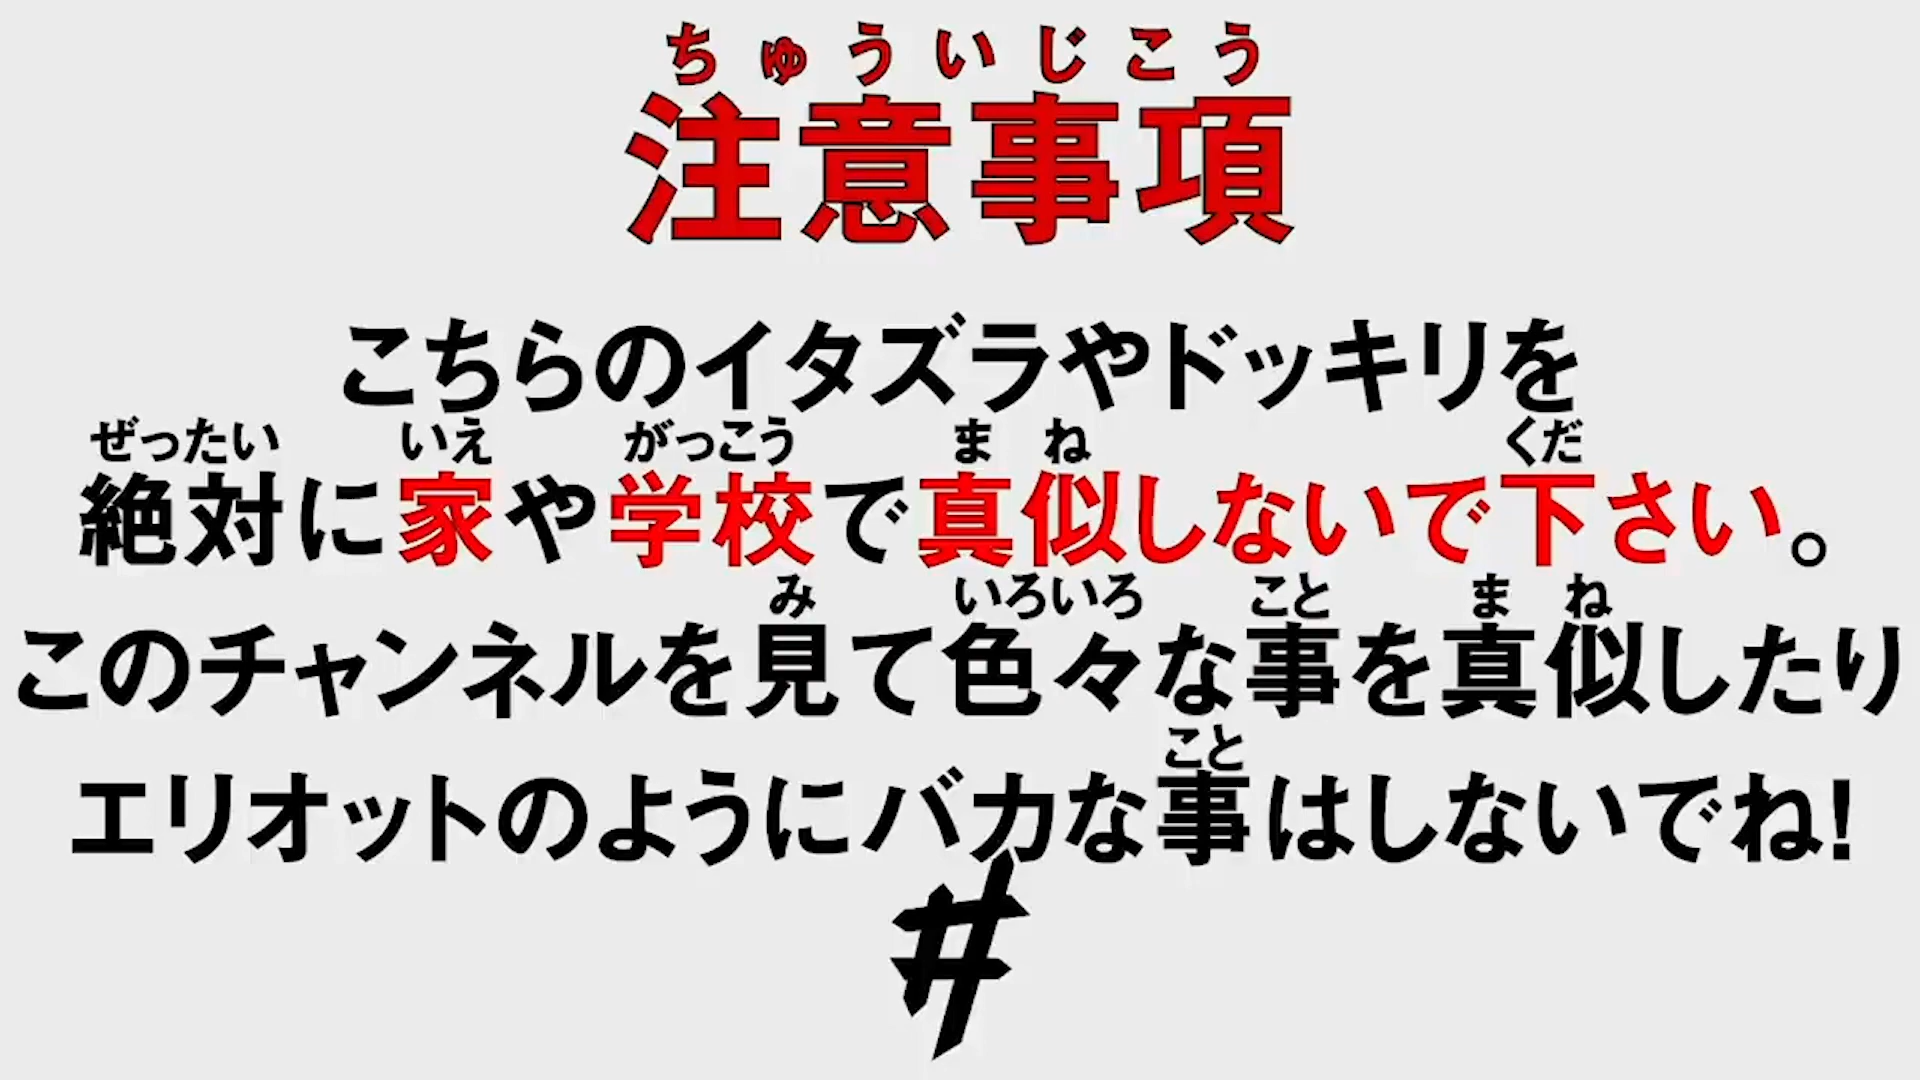 ちゅういじこう
注意事項
こちらのイタズラやドッキリを
ぜったい いえ がっこう まね くだ
絶対に家や学校で真似しないで下さい。
み いろいろ こと まね
このチャンネルを見て色々な事を真似したり
こと
エリオットのようにバカな事はしないでね!
#